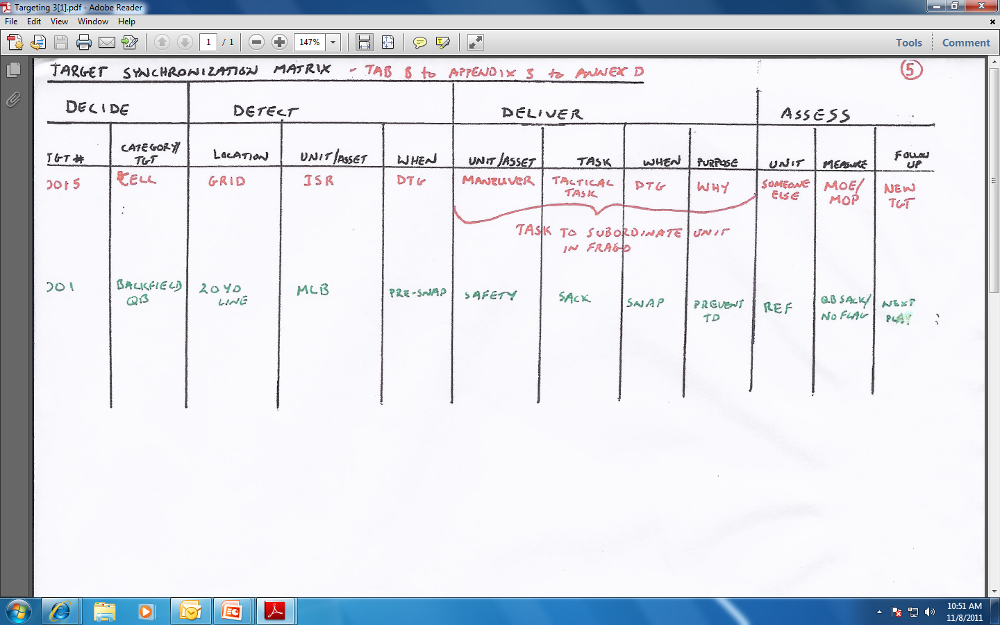 Targeting 3[1].pdf - Adobe Reader
File Edit View Window Help
1 / 1 147% Tools Comment
TARGET SYNCHRONIZATION MATRIX - TAB B to APPENDIX 3 to ANNEX D
5
DECIDE DETECT DELIVER ASSESS
TGT # CATEGORY/ LOCATION UNIT/ASSET WHEN UNIT/ASSET TASK WHEN PURPOSE UNIT MEASURE FOLLOW
TGT UP
0015 CELL GRID ISR DTG MANEUVER TACTICAL DTG WHY SOMEONE MOE/ NEW
TASK ELSE MOP TGT
TASK TO SUBORDINATE UNIT
IN FRAGO
001 BACKFIELD 20 YD MLB PRE-SNAP SAFETY SACK SNAP PREVENT REF QB SACK/ NEXT
QB LINE TD NO FLAG PLAY
10:51 AM
11/8/2011